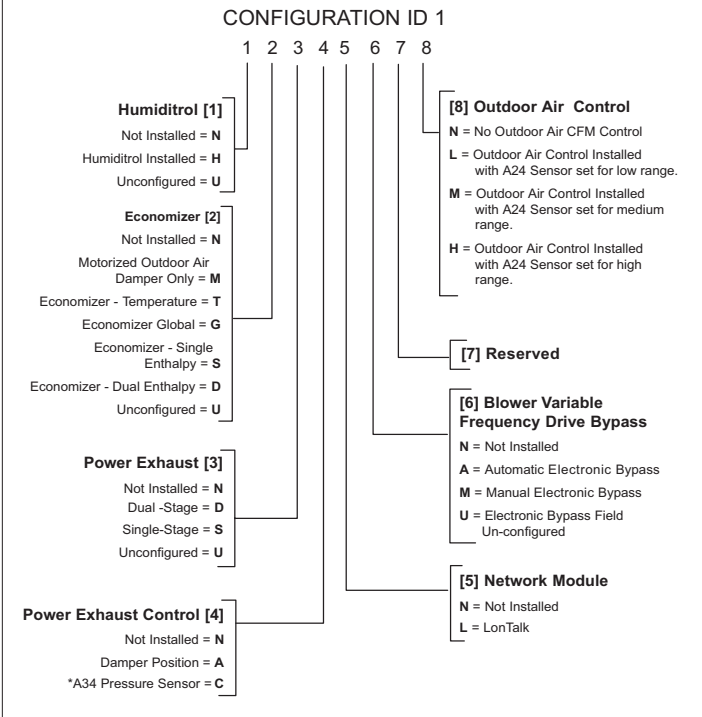 CONFIGURATION ID 1
1 2 3 4 5 6 7 8
Humiditrol [1]
Not Installed = N
Humiditrol Installed = H
Unconfigured = U
Economizer [2]
Not Installed = N
Motorized Outdoor Air
Damper Only = M
Economizer - Temperature = T
Economizer Global = G
Economizer - Single
Enthalpy = S
Economizer - Dual Enthalpy = D
Unconfigured = U
Power Exhaust [3]
Not Installed = N
Dual -Stage = D
Single-Stage = S
Unconfigured = U
Power Exhaust Control [4]
Not Installed = N
Damper Position = A
*A34 Pressure Sensor = C
[8] Outdoor Air Control
N = No Outdoor Air CFM Control
L = Outdoor Air Control Installed
with A24 Sensor set for low range.
M = Outdoor Air Control Installed
with A24 Sensor set for medium
range.
H = Outdoor Air Control Installed
with A24 Sensor set for high
range.
[7] Reserved
[6] Blower Variable
Frequency Drive Bypass
N = Not Installed
A = Automatic Electronic Bypass
M = Manual Electronic Bypass
U = Electronic Bypass Field
Un-configured
[5] Network Module
N = Not Installed
L = LonTalk